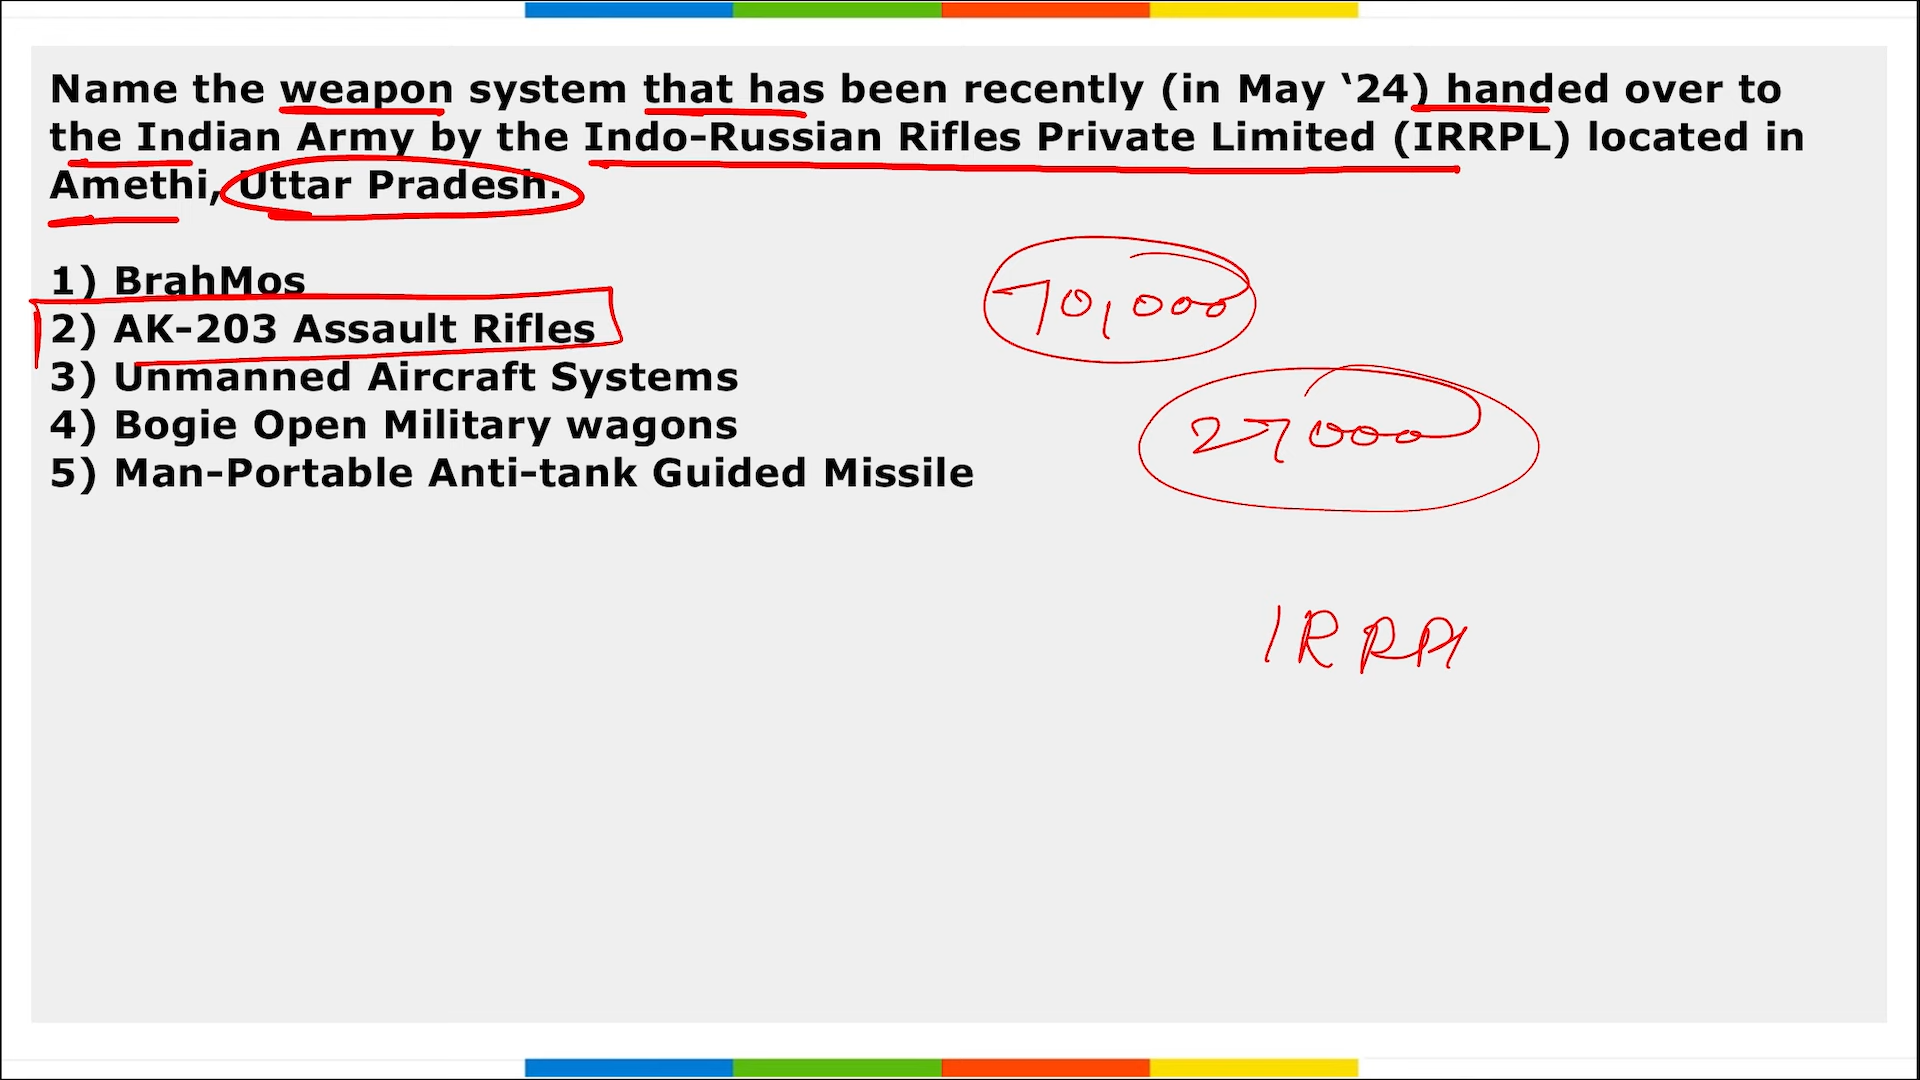 Name the weapon system that has been recently (in May ‘24) handed over to
the Indian Army by the Indo-Russian Rifles Private Limited (IRRPL) located in
Amethi, Uttar Pradesh.
1) BrahMos
2) AK-203 Assault Rifles
3) Unmanned Aircraft Systems
4) Bogie Open Military wagons
5) Man-Portable Anti-tank Guided Missile
70,000
27000